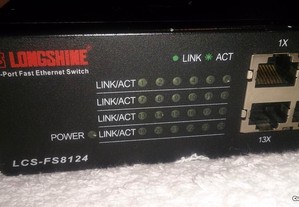 LONGSHINE
-Port Fast Ethernet Switch
LINK ACT
1X
LINK/ACT
LINK/ACT
LINK/ACT
POWER LINK/ACT
13X
LCS-FS8124